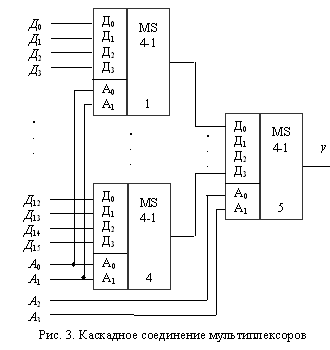 Д0
Д1
Д2
Д3
Д0
Д1
Д2
Д3
A0
A1
MS
4-1
1
Д12
Д13
Д14
Д15
A0
A1
A2
A1
Д0
Д1
Д2
Д3
A0
A1
MS
4-1
4
Д0
Д1
Д2
Д3
A0
A1
MS
4-1
5
y
Рис. 3. Каскадное соединение мультиплексоров